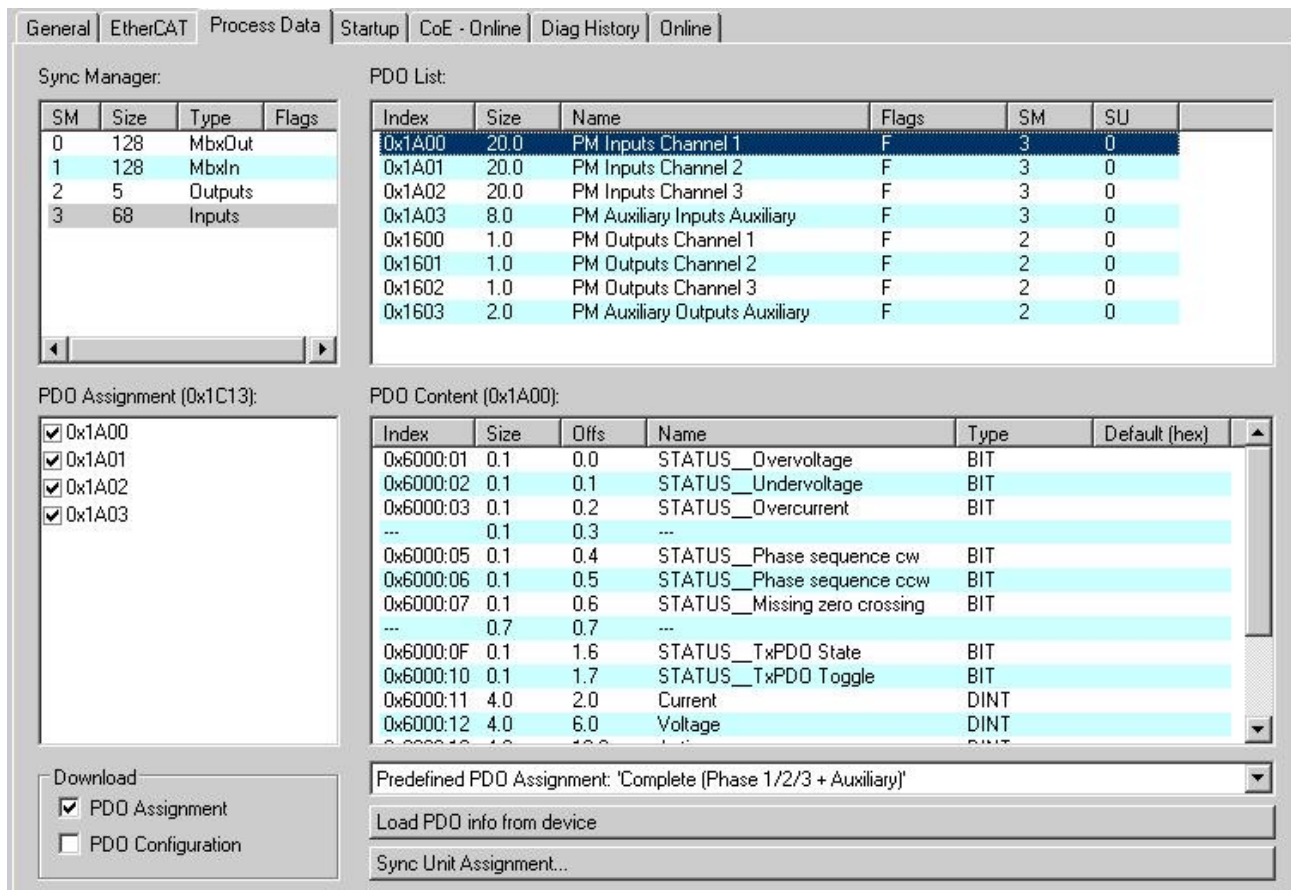 General EtherCAT Process Data Startup CoE - Online Diag History Online
Sync Manager:
SM Size Type Flags
0 128 MbxOut
1 128 MbxIn
2 5 Outputs
3 68 Inputs
PDO List:
Index Size Name Flags SM SU
0x1A00 20.0 PM Inputs Channel 1 F 3 0
0x1A01 20.0 PM Inputs Channel 2 F 3 0
0x1A02 20.0 PM Inputs Channel 3 F 3 0
0x1A03 8.0 PM Auxiliary Inputs Auxiliary F 3 0
0x1600 1.0 PM Outputs Channel 1 F 2 0
0x1601 1.0 PM Outputs Channel 2 F 2 0
0x1602 1.0 PM Outputs Channel 3 F 2 0
0x1603 2.0 PM Auxiliary Outputs Auxiliary F 2 0
PDO Assignment (0x1C13):
0x1A00
0x1A01
0x1A02
0x1A03
PDO Content (0x1A00):
Index Size Offs Name Type Default (hex)
0x6000:01 0.1 0.0 STATUS__Overvoltage BIT
0x6000:02 0.1 0.1 STATUS__Undervoltage BIT
0x6000:03 0.1 0.2 STATUS__Overcurrent BIT
--- 0.1 0.3 ---
0x6000:05 0.1 0.4 STATUS__Phase sequence cw BIT
0x6000:06 0.1 0.5 STATUS__Phase sequence ccw BIT
0x6000:07 0.1 0.6 STATUS__Missing zero crossing BIT
--- 0.7 0.7 ---
0x6000:0F 0.1 1.6 STATUS__TxPDO State BIT
0x6000:10 0.1 1.7 STATUS__TxPDO Toggle BIT
0x6000:11 4.0 2.0 Current DINT
0x6000:12 4.0 6.0 Voltage DINT
Download
PDO Assignment
PDO Configuration
Predefined PDO Assignment: 'Complete (Phase 1/2/3 + Auxiliary)'
Load PDO info from device
Sync Unit Assignment...